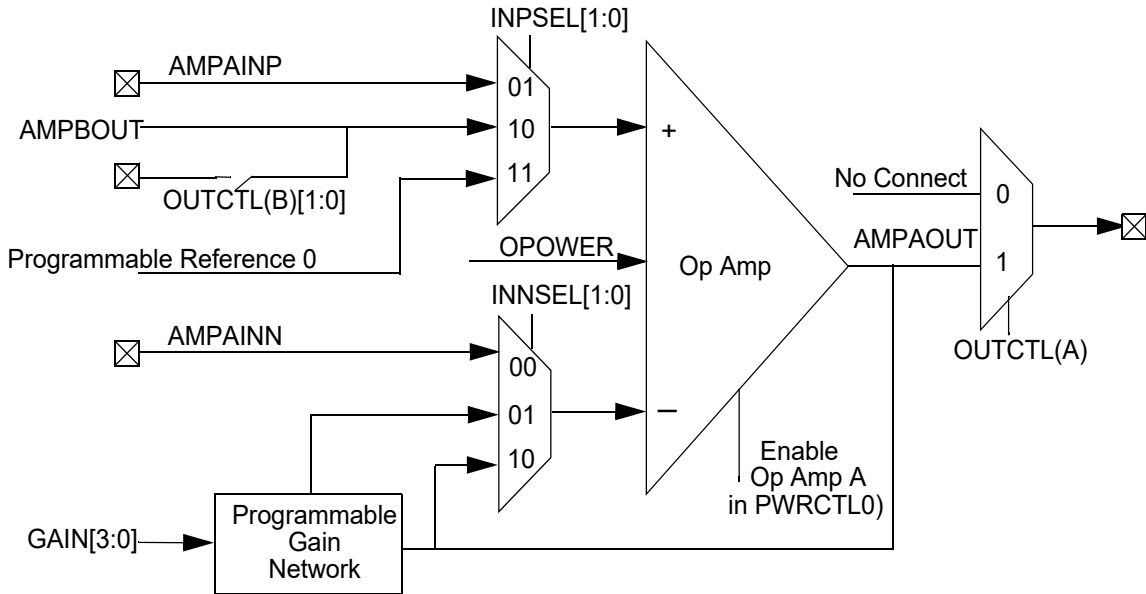 INPSEL[1:0]
AMPAINP
01
AMPBOUT
10
+
11
OUTCTL(B)[1:0]
No Connect
0
AMPAOUT
1
Programmable Reference 0
OPOWER
Op Amp
INNSEL[1:0]
AMPAINN
00
01
−
10
OUTCTL(A)
Enable
Op Amp A
in PWRCTL0)
GAIN[3:0]
Programmable
Gain
Network